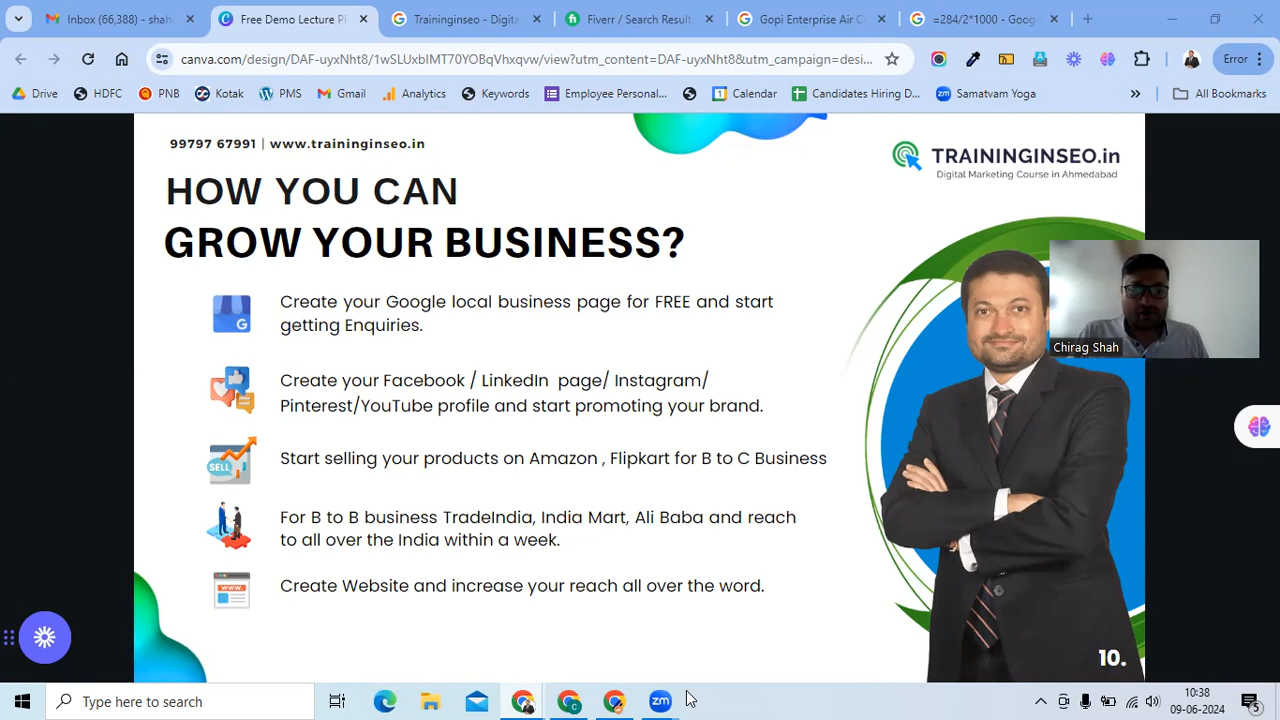 Inbox (66,388) - shah
Free Demo Lecture P
Traininginseo - Digita
Fiverr / Search Result
Gopi Enterprise Air C
=284/2*1000 - Goog
canva.com/design/DAF-uyxNht8/1wSLUxbIMT70YOBqVhxqvw/view?utm_content=DAF-uyxNht8&utm_campaign=desi...
Error
Drive
HDFC
PNB
Kotak
PMS
Gmail
Analytics
Keywords
Employee Personal...
Calendar
Candidates Hiring D...
Samatvam Yoga
All Bookmarks
99797 67991 | www.traininginseo.in
TRAININGINSEO.in
Digital Marketing Course in Ahmedabad
HOW YOU CAN
GROW YOUR BUSINESS?
Create your Google local business page for FREE and start
getting Enquiries.
Chirag Shah
Create your Facebook / LinkedIn page/ Instagram/
Pinterest/YouTube profile and start promoting your brand.
SELL
Start selling your products on Amazon , Flipkart for B to C Business
For B to B business TradeIndia, India Mart, Ali Baba and reach
to all over the India within a week.
WWW
Create Website and increase your reach all over the word.
10.
Type here to search
zm
10:38
09-06-2024
5